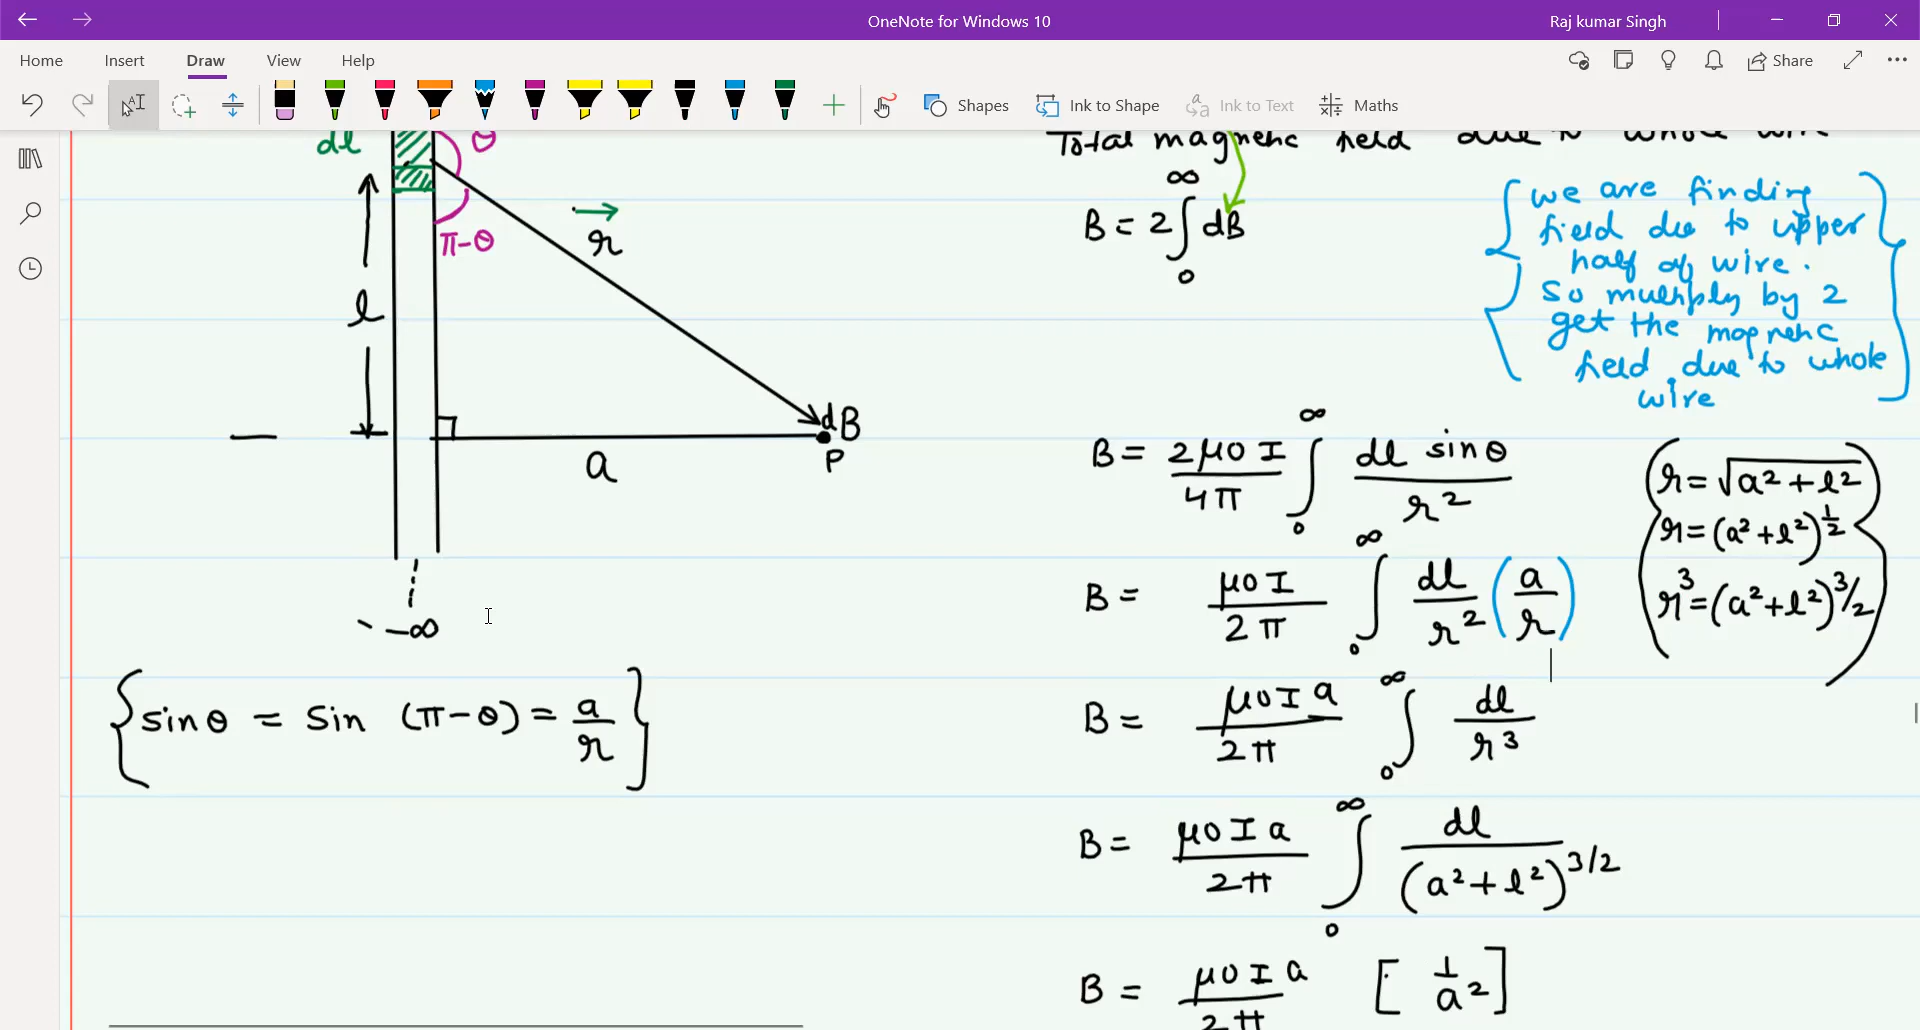 OneNote for Windows 10
Raj kumar Singh
Home Insert Draw View Help
Share
Shapes Ink to Shape Ink to Text Maths
dl
θ
π-θ
r
l
dB
a
P
-∞
{sinθ = sin (π-θ) = a/r}
Total magnetic field due to whole wire
B = 2∫₀^∞ dB
{we are finding
field due to upper
half of wire.
So multiply by 2
get the magnetic
field due to whole
wire}
B = 2μ0 I/4π ∫₀^∞ dl sinθ/r²
B = μ0 I/2π ∫₀^∞ dl/r² (a/r)
B = μ0 I a/2π ∫₀^∞ dl/r³
B = μ0 I a/2π ∫₀^∞ dl/(a²+l²)^3/2
B = μ0 I a/2π [1/a²]
r = √a²+l²
r = (a²+l²)^1/2
r³ = (a²+l²)^3/2